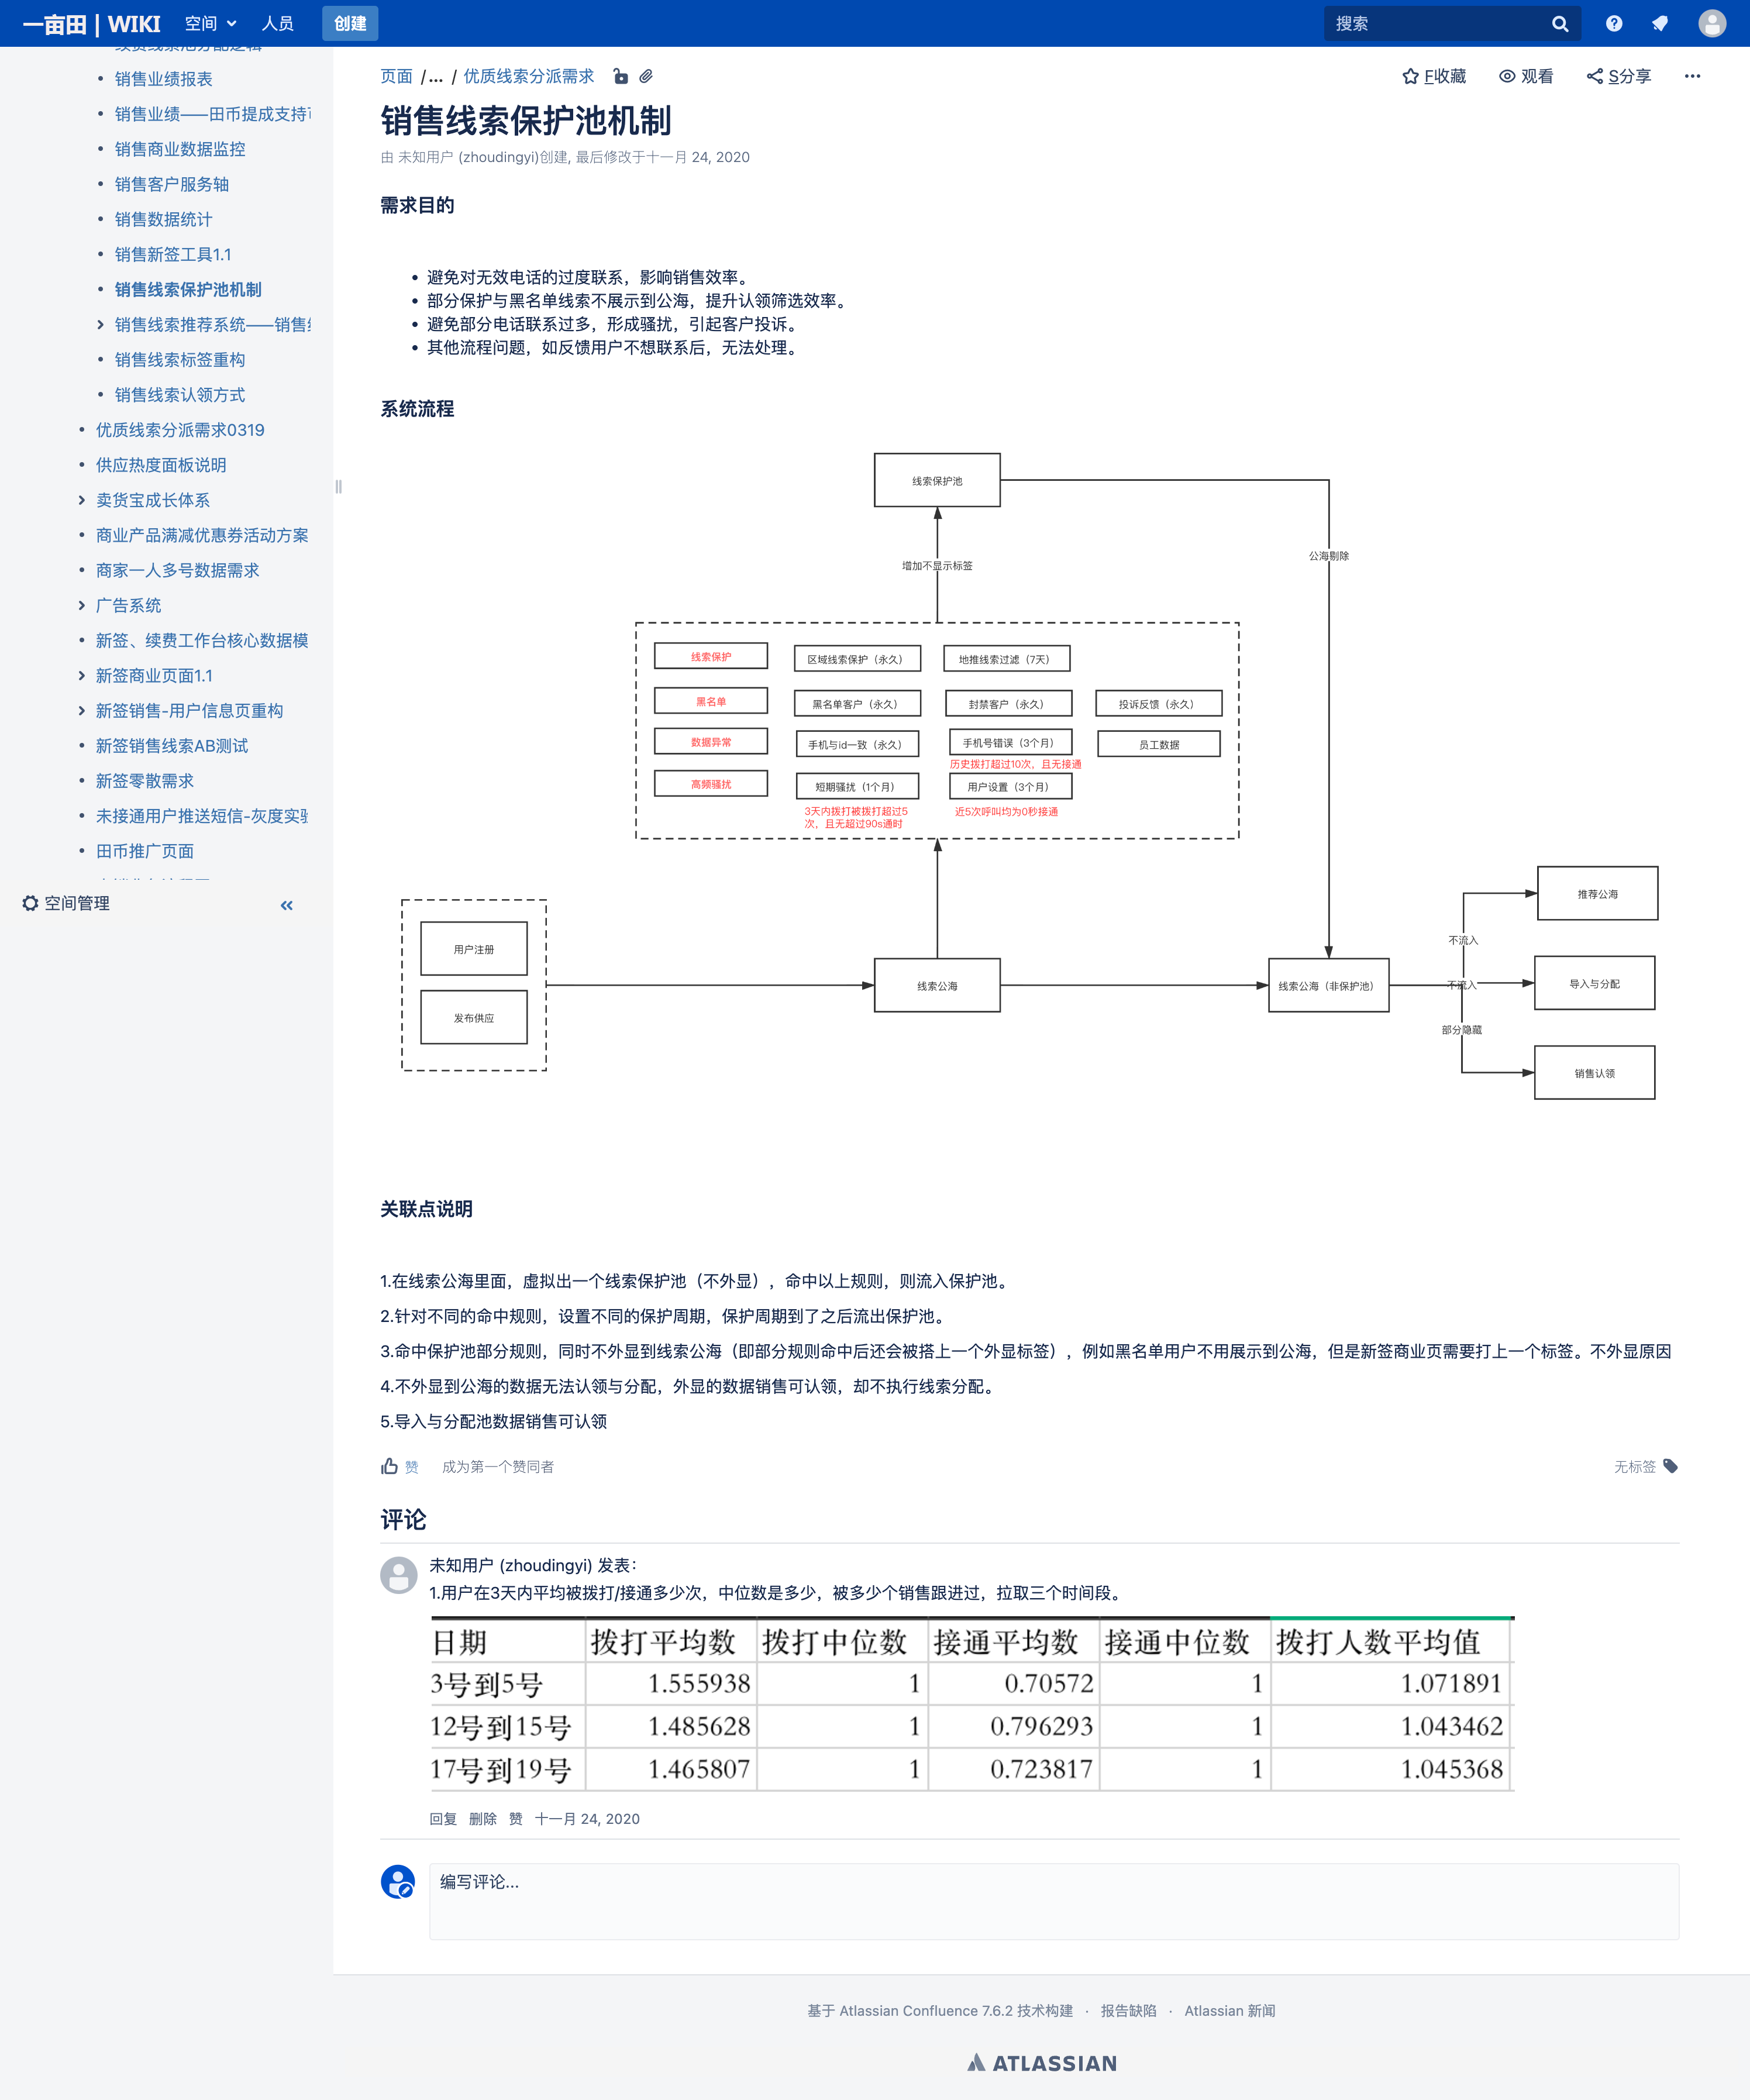 一亩田 | WIKI 空间 人员 创建 搜索
销售业绩报表
销售业绩——田币提成支持
销售商业数据监控
销售客户服务轴
销售数据统计
销售新签工具1.1
销售线索保护池机制
销售线索推荐系统——销售
销售线索标签重构
销售线索认领方式
优质线索分派需求0319
供应热度面板说明
卖货宝成长体系
商业产品满减优惠券活动方案
商家一人多号数据需求
广告系统
新签、续费工作台核心数据模
新签商业页面1.1
新签销售-用户信息页重构
新签销售线索AB测试
新签零散需求
未接通用户推送短信-灰度实验
田币推广页面
空间管理
页面 /... / 优质线索分派需求
F收藏 观看 S分享
销售线索保护池机制
由 未知用户 (zhoudingyi)创建, 最后修改于十一月 24, 2020
需求目的
• 避免对无效电话的过度联系，影响销售效率。
• 部分保护与黑名单线索不展示到公海，提升认领筛选效率。
• 避免部分电话联系过多，形成骚扰，引起客户投诉。
• 其他流程问题，如反馈用户不想联系后，无法处理。
系统流程
线索保护池
公海剔除
增加不显示标签
线索保护 区域线索保护（永久） 地推线索过滤（7天）
黑名单 黑名单客户（永久） 封禁客户（永久） 投诉反馈（永久）
数据异常 手机与id一致（永久） 手机号错误（3个月） 员工数据
历史拨打超过10次，且无接通
高频骚扰 短期骚扰（1个月） 用户设置（3个月）
3天内拨打被拨打超过5
次，且无超过90s通时
近5次呼叫均为0秒接通
用户注册
发布供应
线索公海
线索公海（非保护池）
不流入
推荐公海
不流入
导入与分配
部分隐藏
销售认领
关联点说明
1.在线索公海里面，虚拟出一个线索保护池（不外显），命中以上规则，则流入保护池。
2.针对不同的命中规则，设置不同的保护周期，保护周期到了之后流出保护池。
3.命中保护池部分规则，同时不外显到线索公海（即部分规则命中后还会被搭上一个外显标签），例如黑名单用户不用展示到公海，但是新签商业页需要打上一个标签。不外显原因
4.不外显到公海的数据无法认领与分配，外显的数据销售可认领，却不执行线索分配。
5.导入与分配池数据销售可认领
赞 成为第一个赞同者 无标签
评论
未知用户 (zhoudingyi) 发表：
1.用户在3天内平均被拨打/接通多少次，中位数是多少，被多少个销售跟进过，拉取三个时间段。
日期 拨打平均数 拨打中位数 接通平均数 接通中位数 拨打人数平均值
3号到5号 1.555938 1 0.70572 1 1.071891
12号到15号 1.485628 1 0.796293 1 1.043462
17号到19号 1.465807 1 0.723817 1 1.045368
回复 删除 赞 十一月 24, 2020
编写评论...
基于 Atlassian Confluence 7.6.2 技术构建 · 报告缺陷 · Atlassian 新闻
ATLASSIAN